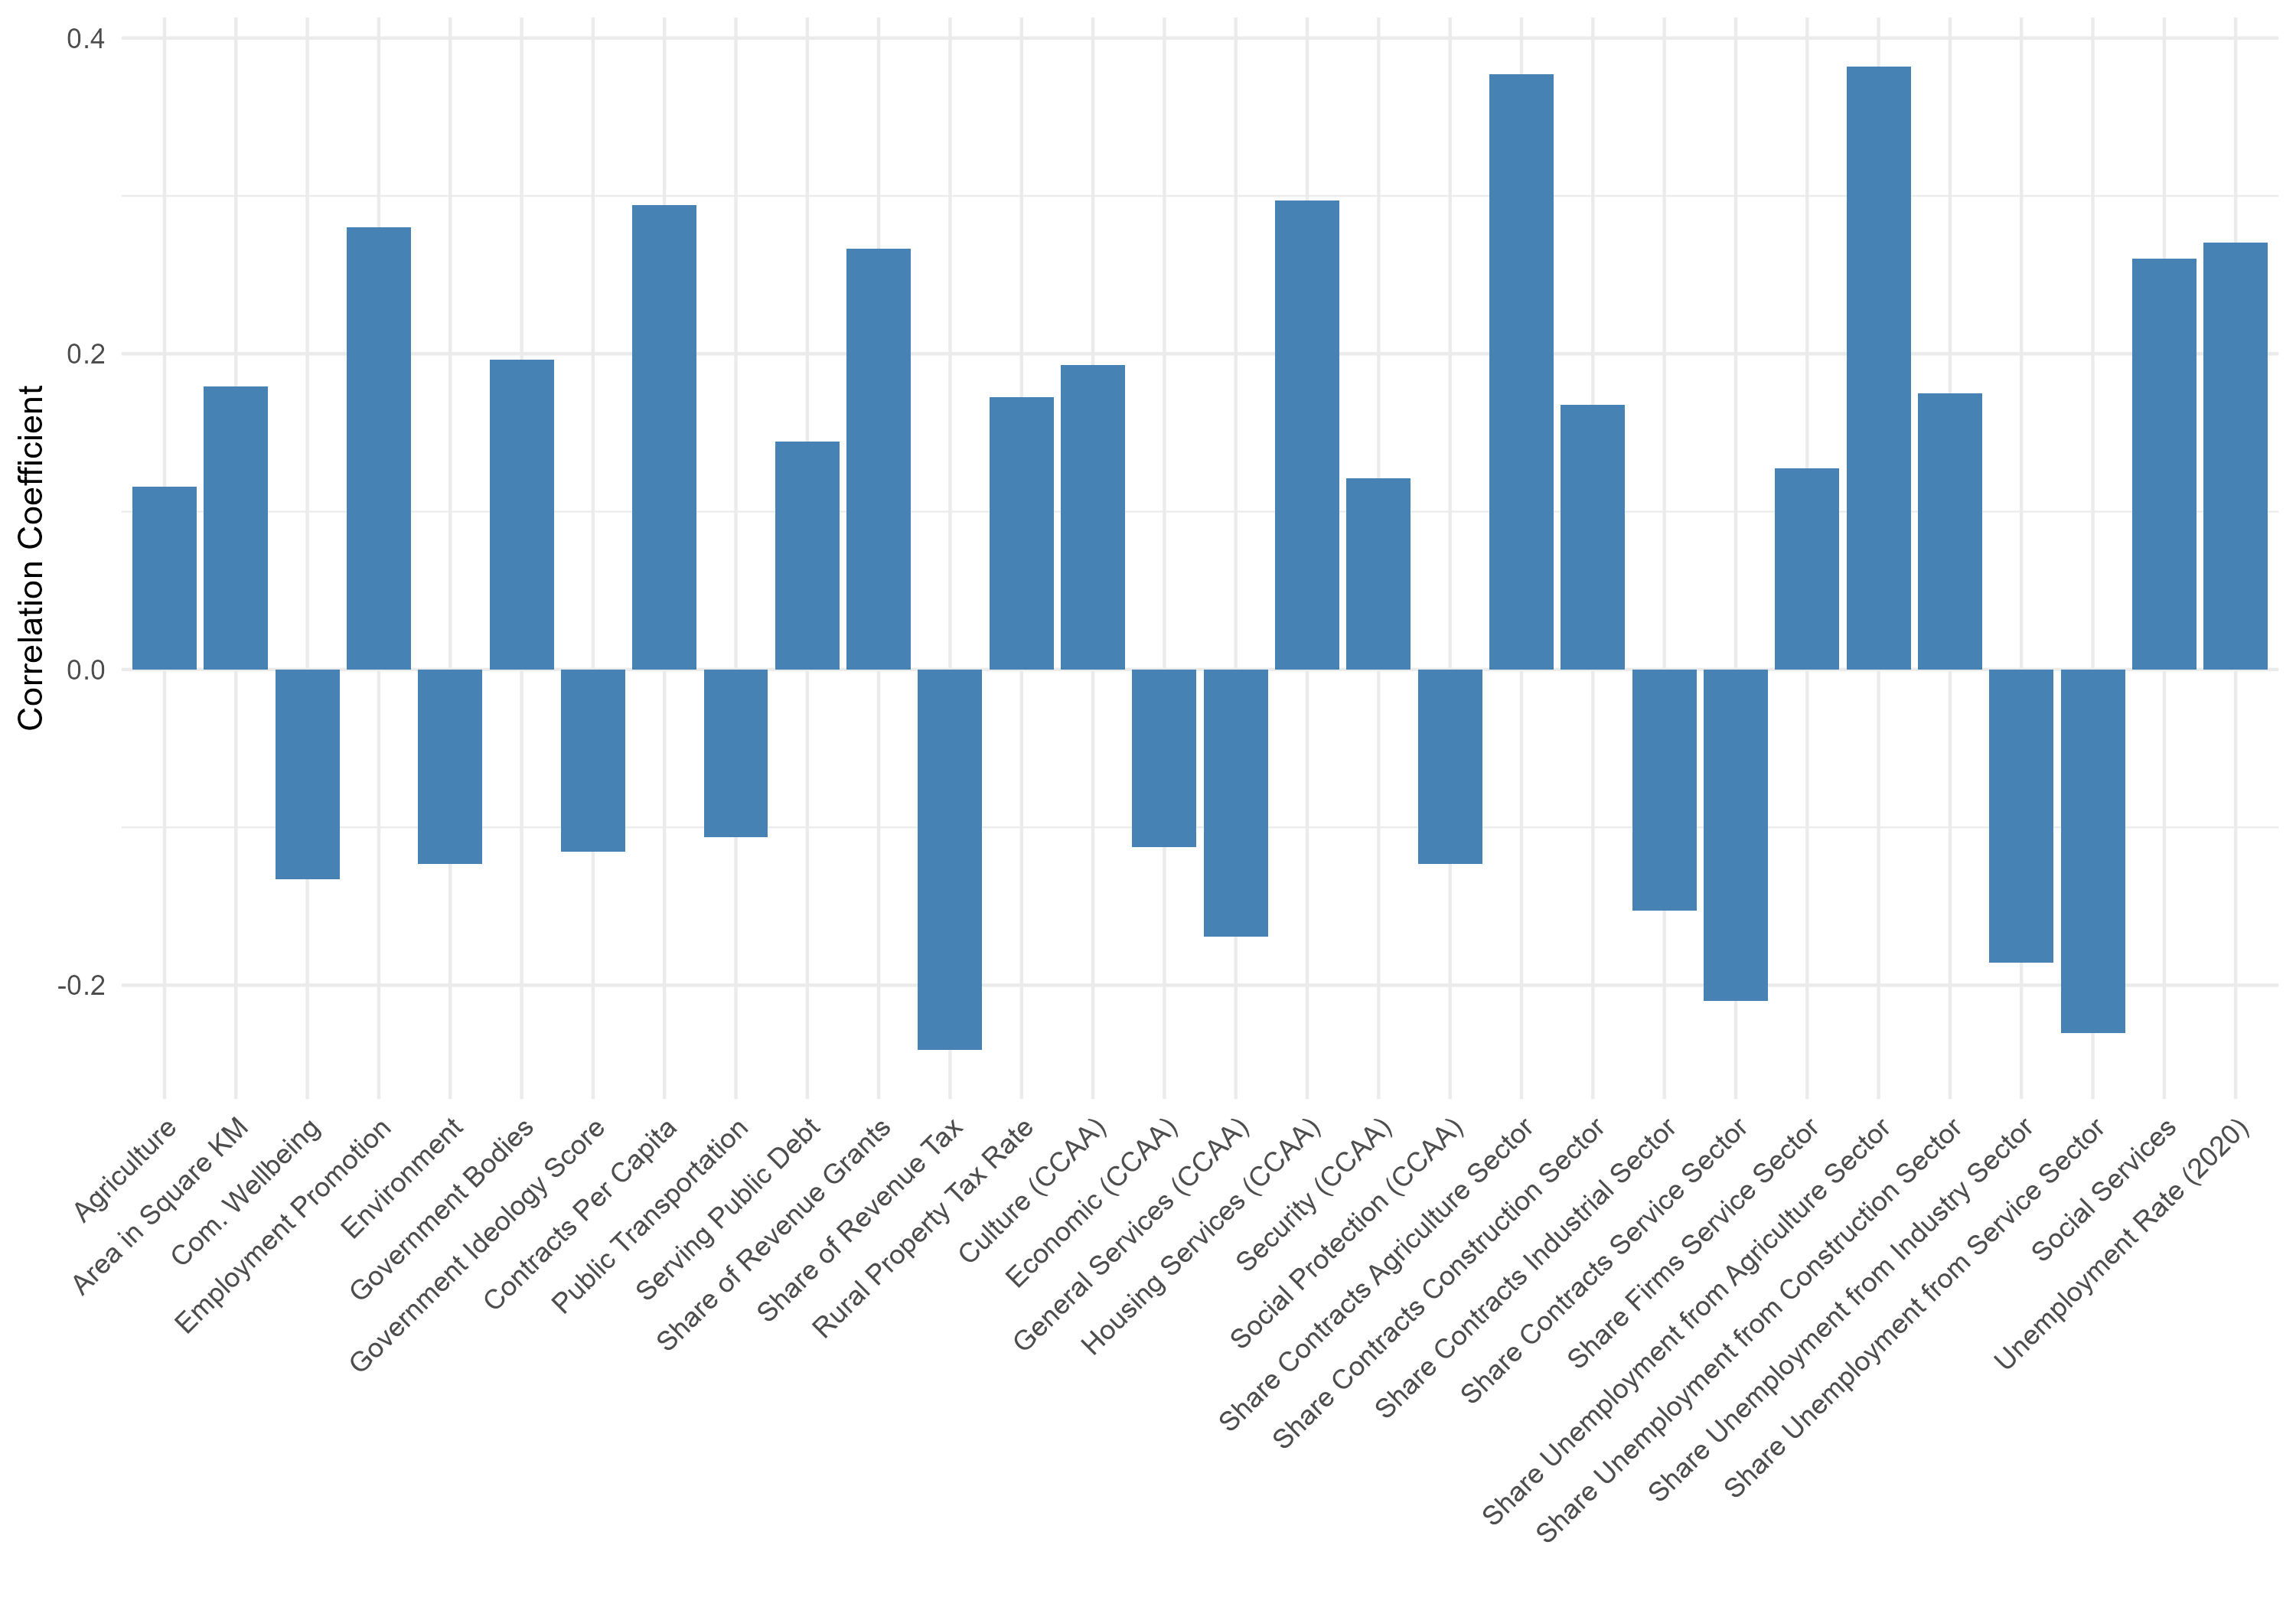 Correlation Coefficient
0.4
0.2
0.0
-0.2
Agriculture
Area in Square KM
Com. Wellbeing
Employment Promotion
Environment
Government Bodies
Government Ideology Score
Contracts Per Capita
Public Transportation
Serving Public Debt
Share of Revenue Grants
Share of Revenue Tax
Rural Property Tax Rate
Culture (CCAA)
Economic (CCAA)
General Services (CCAA)
Housing Services (CCAA)
Security (CCAA)
Social Protection (CCAA)
Share Contracts Agriculture Sector
Share Contracts Construction Sector
Share Contracts Industrial Sector
Share Contracts Service Sector
Share Firms Service Sector
Share Unemployment from Agriculture Sector
Share Unemployment from Construction Sector
Share Unemployment from Industry Sector
Share Unemployment from Service Sector
Social Services
Unemployment Rate (2020)